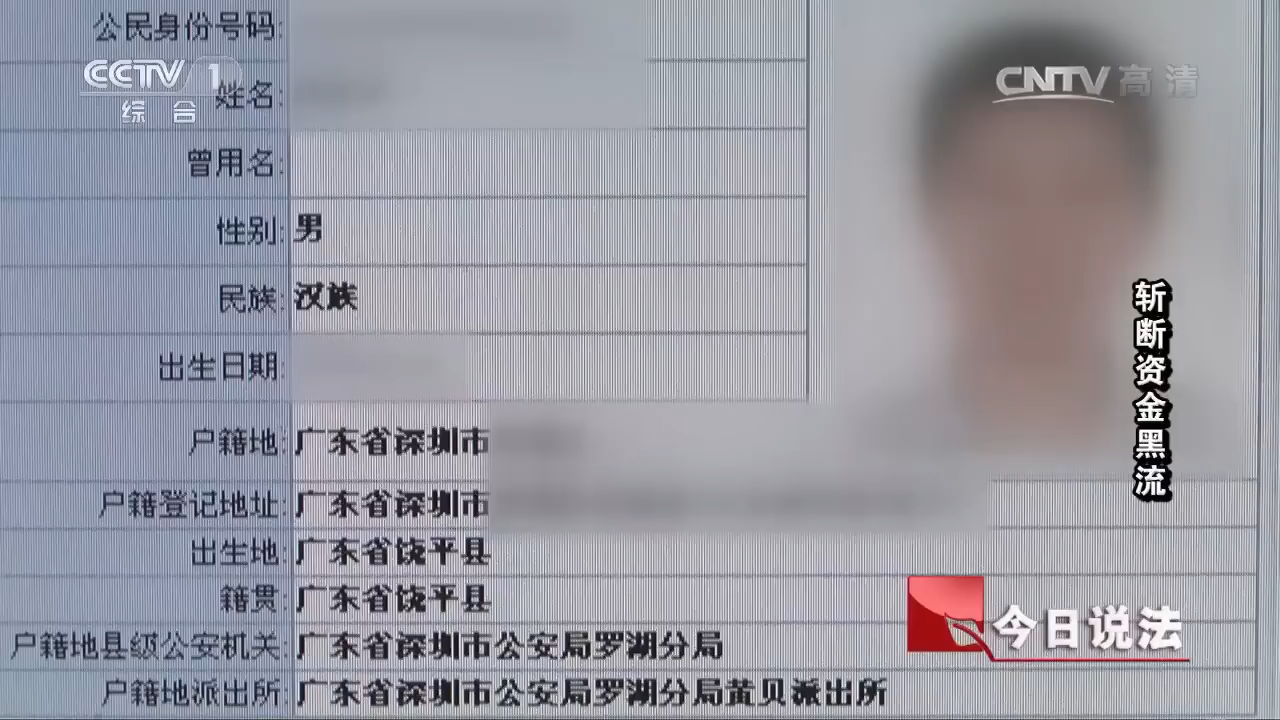 公民身份号码:
CCTV 1
综合
姓名:
CNTV 高清
曾用名:
性别: 男
民族: 汉族
出生日期:
户籍地: 广东省深圳市
户籍登记地址: 广东省深圳市
出生地: 广东省饶平县
籍贯: 广东省饶平县
户籍地县级公安机关: 广东省深圳市公安局罗湖分局
户籍地派出所: 广东省深圳市公安局罗湖分局黄贝派出所
斩断资金黑流
今日说法